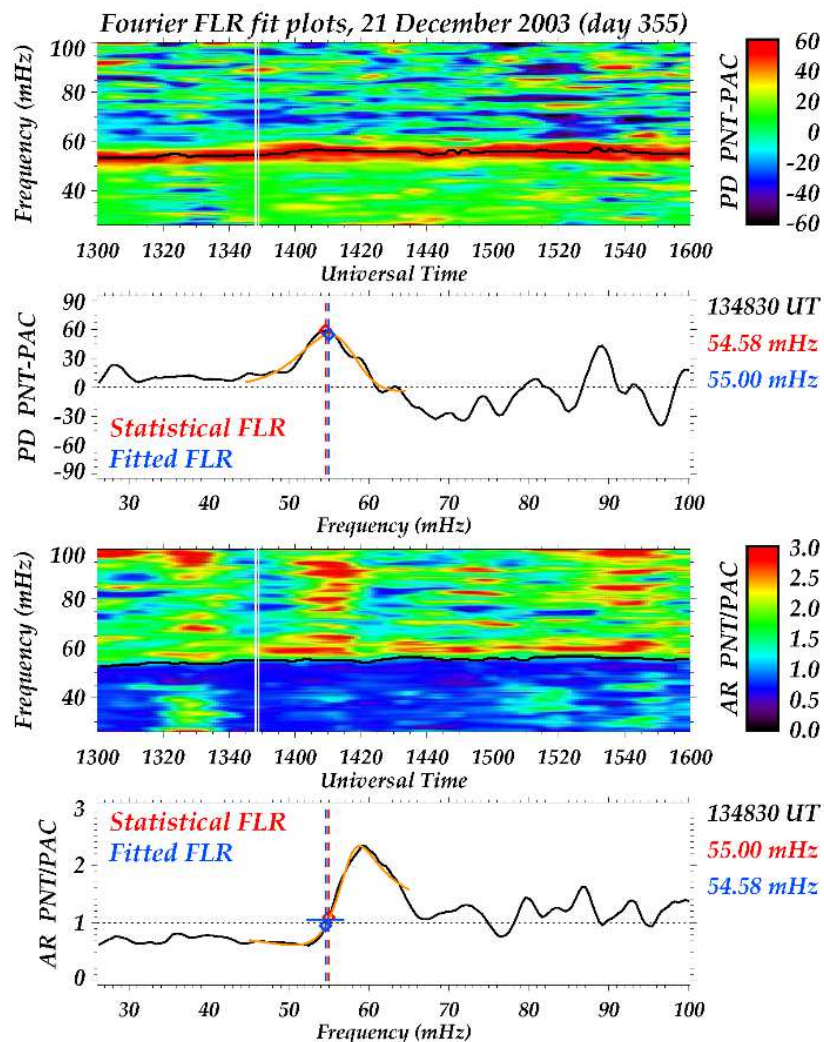 Fourier FLR fit plots, 21 December 2003 (day 355)
Frequency (mHz)
100
80
60
40
1300 1320 1340 1400 1420 1440 1500 1520 1540 1600
Universal Time
PD PNT-PAC
60
40
20
0
-20
-40
-60
PD PNT-PAC
90
60
30
0
-30
-60
-90
Statistical FLR
Fitted FLR
134830 UT
54.58 mHz
55.00 mHz
30 40 50 60 70 80 90 100
Frequency (mHz)
Frequency (mHz)
100
80
60
40
1300 1320 1340 1400 1420 1440 1500 1520 1540 1600
Universal Time
AR PNT/PAC
3.0
2.5
2.0
1.5
1.0
0.5
0.0
AR PNT/PAC
3
2
1
0
Statistical FLR
Fitted FLR
134830 UT
55.00 mHz
54.58 mHz
30 40 50 60 70 80 90 100
Frequency (mHz)